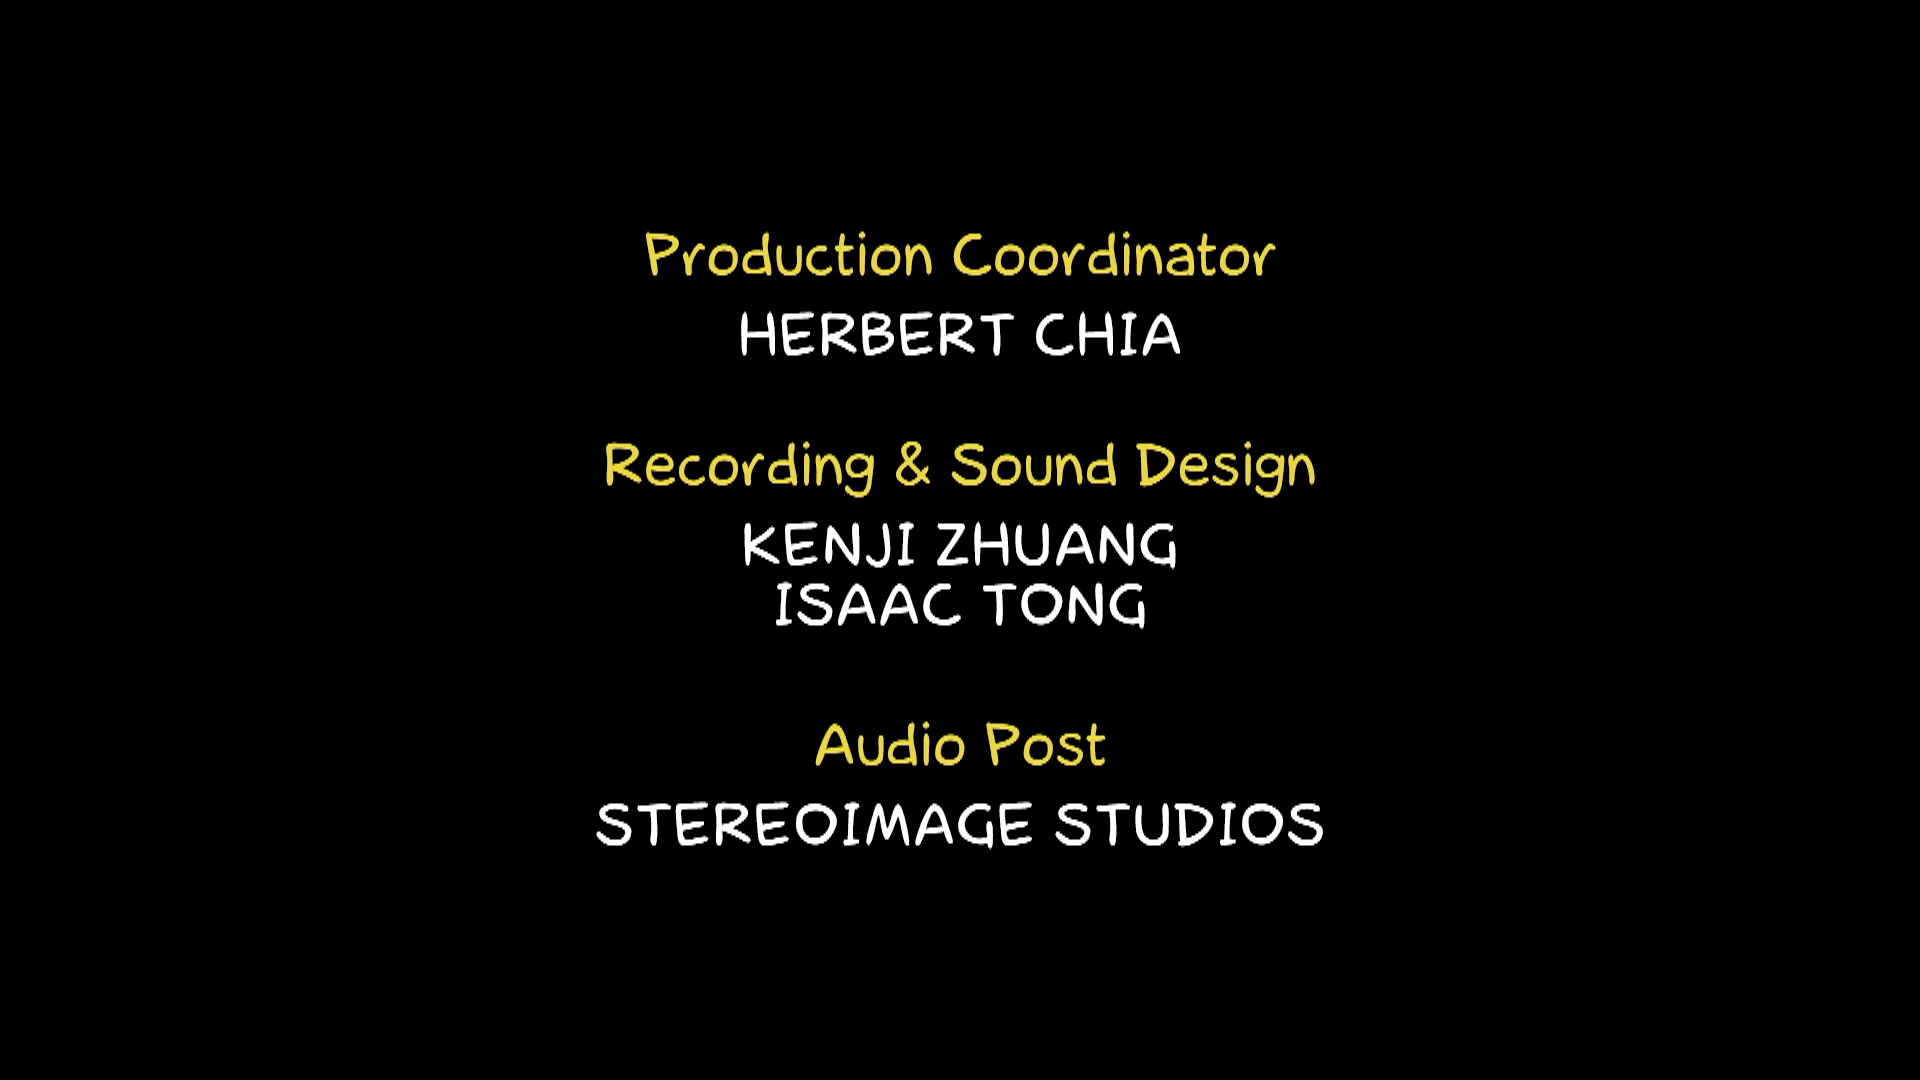 Production Coordinator
HERBERT CHIA
Recording & Sound Design
KENJI ZHUANG
ISAAC TONG
Audio Post
STEREOIMAGE STUDIOS